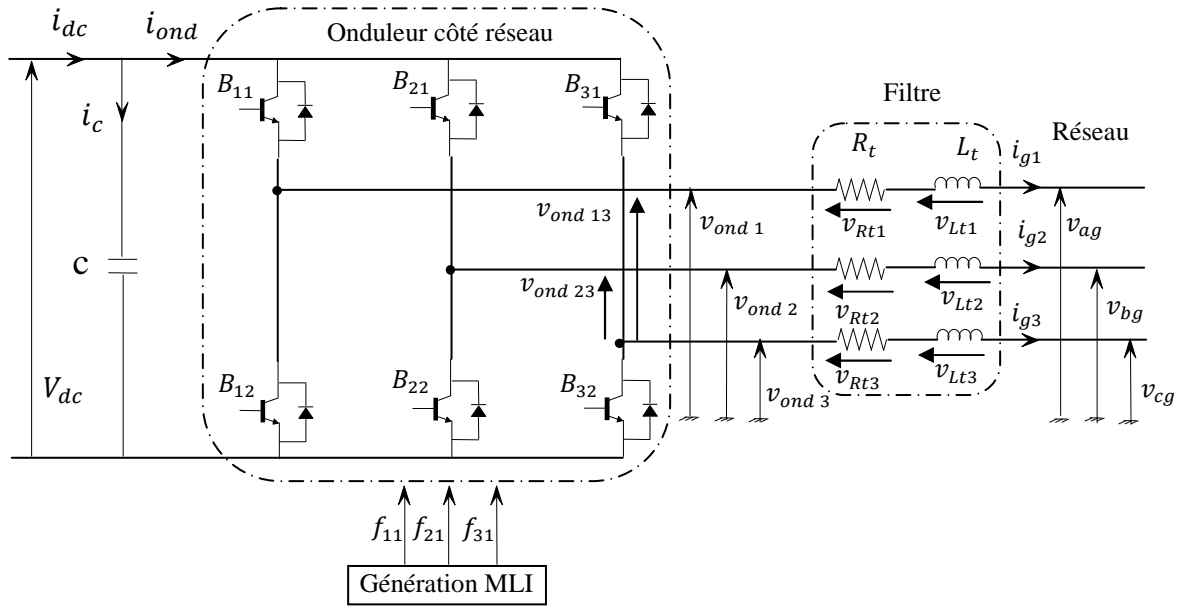 i_dc
i_ond
Onduleur côté réseau
B_11
B_21
B_31
Filtre
i_c
R_t
L_t
i_g1
Réseau
v_ond 13
v_ond 1
v_Rt1
v_Lt1
i_g2
v_ag
C
v_ond 23
v_ond 2
v_Rt2
v_Lt2
i_g3
v_bg
V_dc
B_12
B_22
B_32
v_ond 3
v_Rt3
v_Lt3
v_cg
f_11
f_21
f_31
Génération MLI